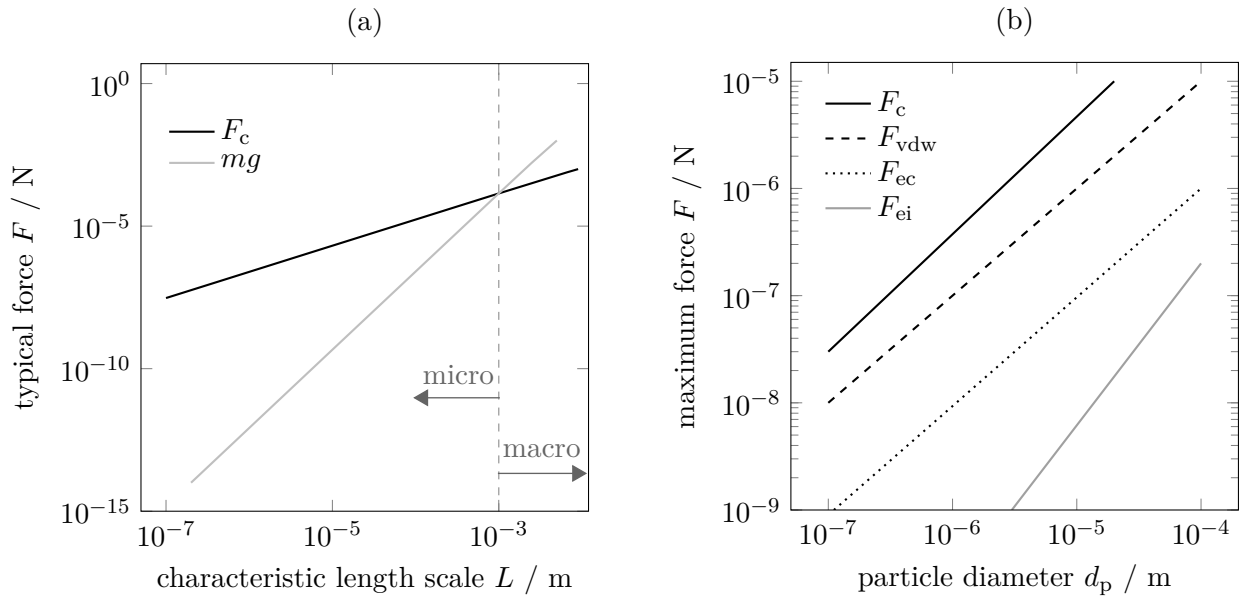 (a)
10⁰
10⁻⁵
10⁻¹⁰
10⁻¹⁵
typical force F / N
F_c
mg
micro
macro
10⁻⁷
10⁻⁵
10⁻³
characteristic length scale L / m
(b)
10⁻⁵
10⁻⁶
10⁻⁷
10⁻⁸
10⁻⁹
maximum force F / N
F_c
F_vdw
F_ec
F_ei
10⁻⁷
10⁻⁶
10⁻⁵
10⁻⁴
particle diameter d_p / m